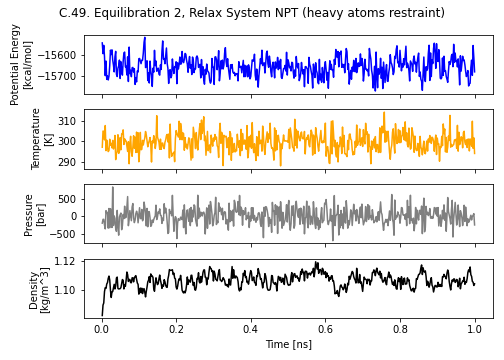 C.49. Equilibration 2, Relax System NPT (heavy atoms restraint)
Potential Energy
[kcal/mol]
−15600
−15700
Temperature
[K]
310
300
290
Pressure
[bar]
500
0
−500
Density
[kg/m^3]
1.12
1.10
0.0 0.2 0.4 0.6 0.8 1.0
Time [ns]